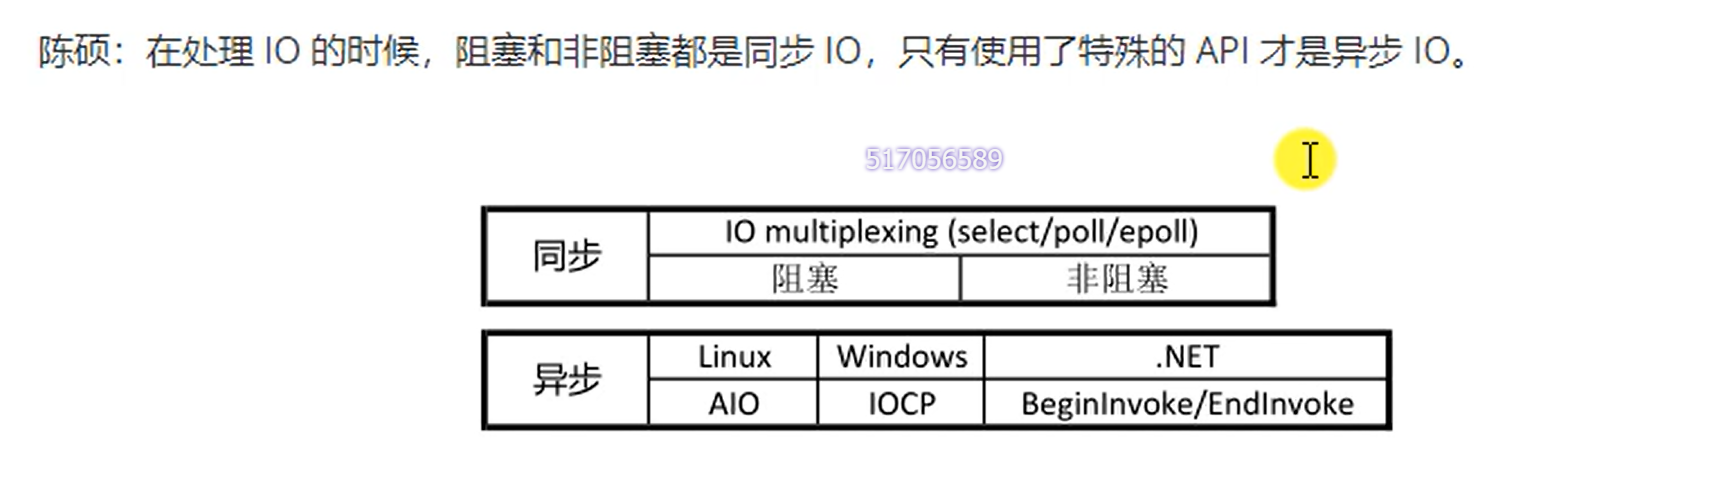 陈硕：在处理 IO 的时候，阻塞和非阻塞都是同步 IO，只有使用了特殊的 API 才是异步 IO。
517056589
同步
IO multiplexing (select/poll/epoll)
阻塞 非阻塞
异步
Linux Windows .NET
AIO IOCP BeginInvoke/EndInvoke